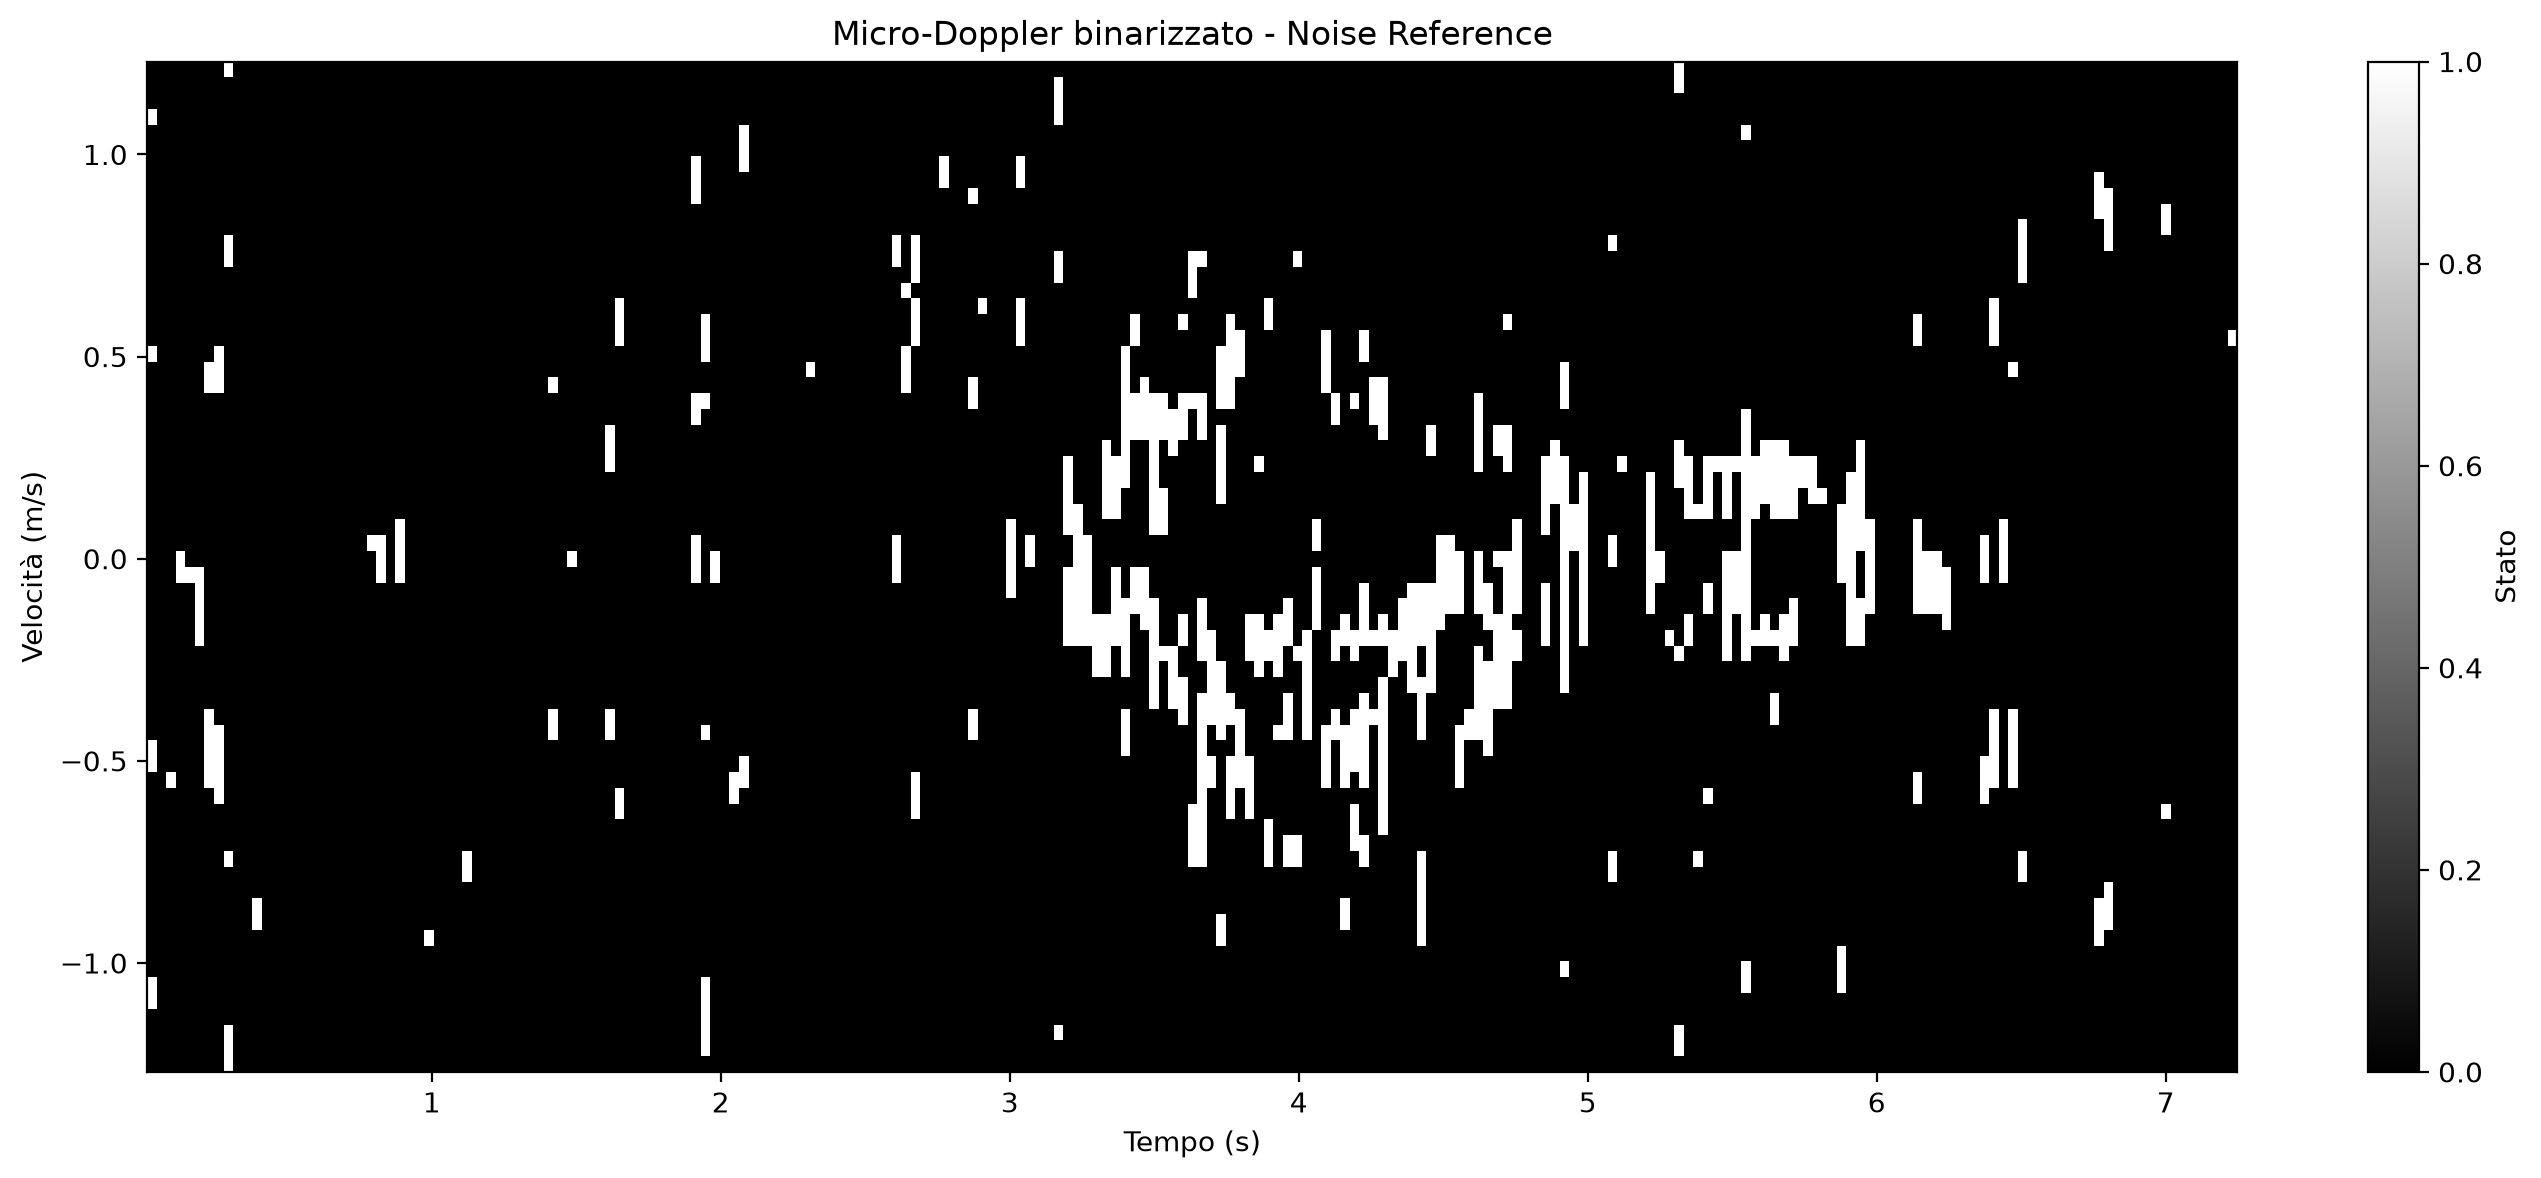 Micro-Doppler binarizzato - Noise Reference
Velocità (m/s)
1.0
0.5
0.0
−0.5
−1.0
1 2 3 4 5 6 7
Tempo (s)
1.0
0.8
0.6
0.4
0.2
0.0
Stato